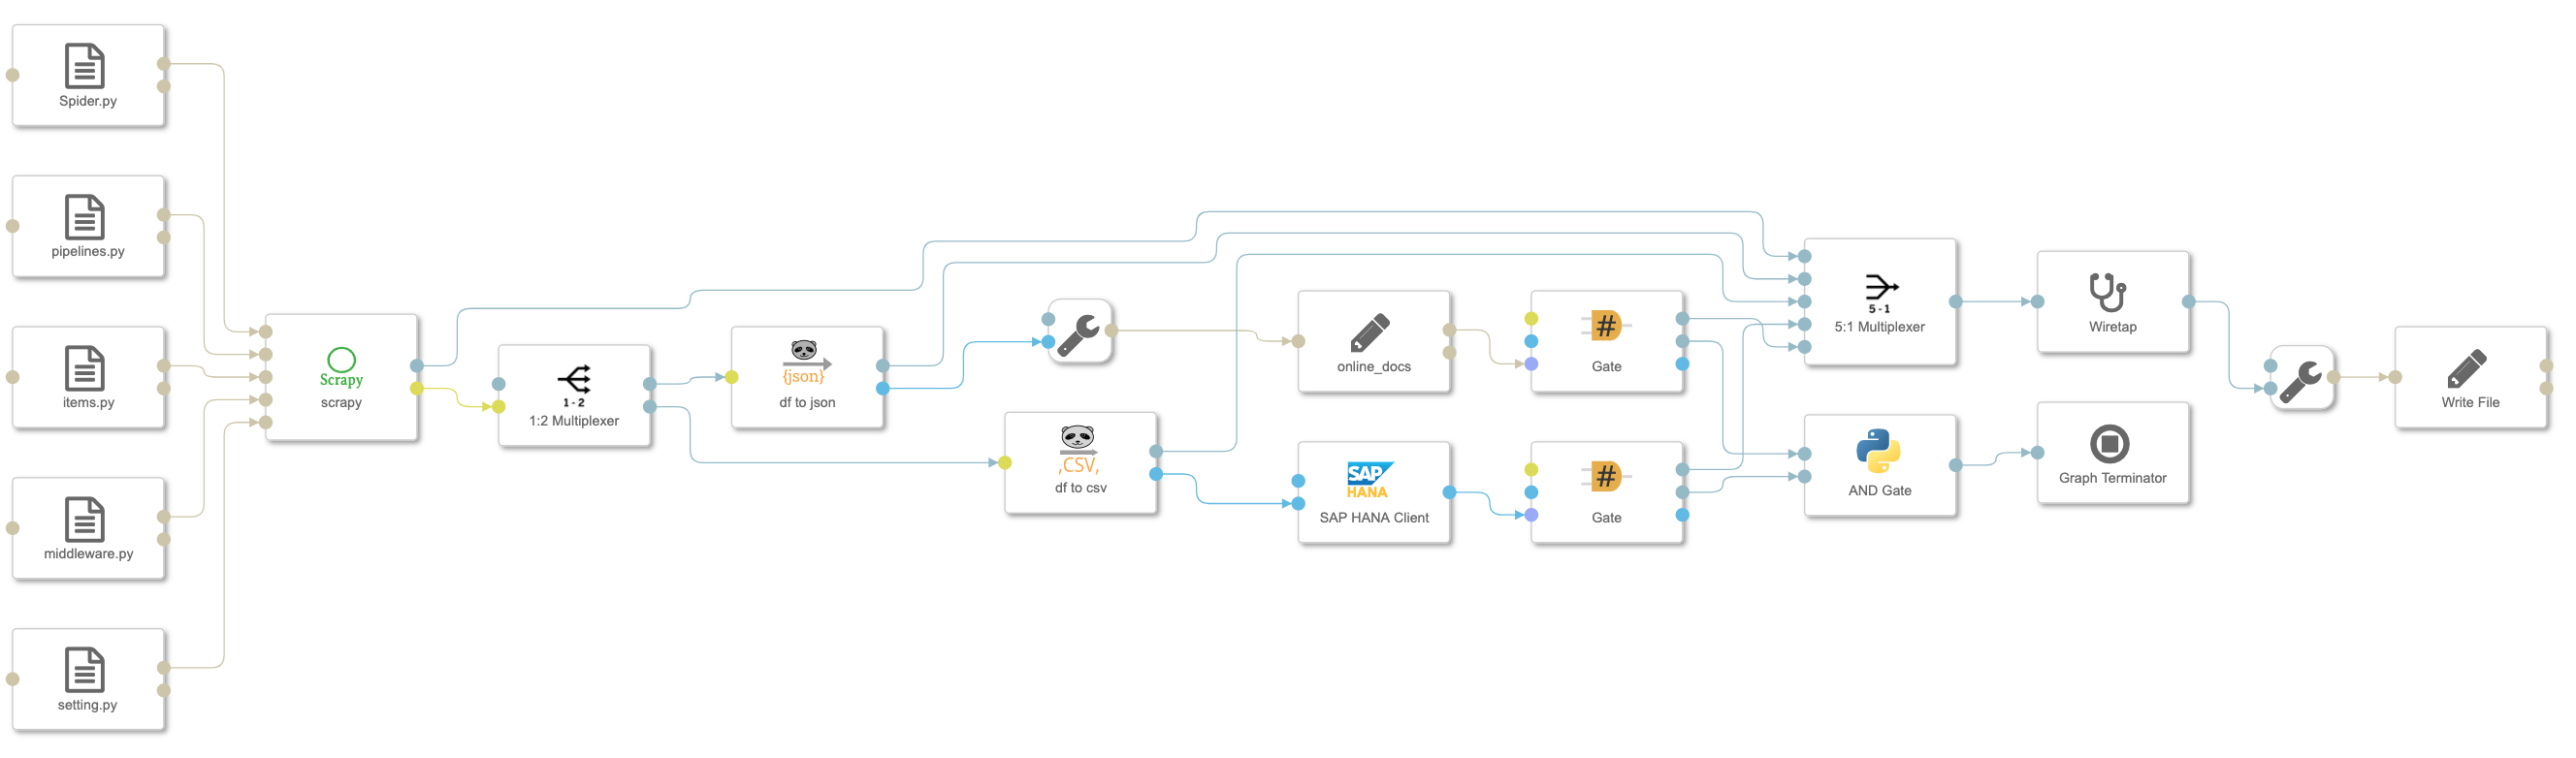 Spider.py
pipelines.py
items.py
middleware.py
setting.py
Scrapy
scrapy
1 - 2
1:2 Multiplexer
{json}
df to json
,CSV,
df to csv
online_docs
SAP
HANA
SAP HANA Client
#
Gate
#
Gate
5 - 1
5:1 Multiplexer
AND Gate
Wiretap
Graph Terminator
Write File